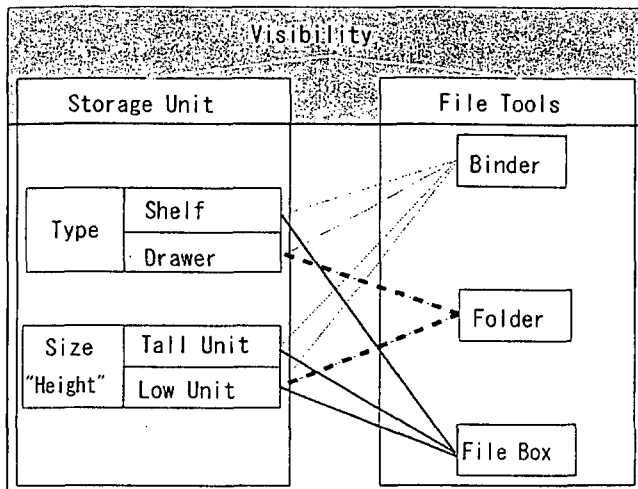 Visibility
Storage Unit
File Tools
Binder
Type
Shelf
Drawer
Folder
Size
"Height"
Tall Unit
Low Unit
File Box